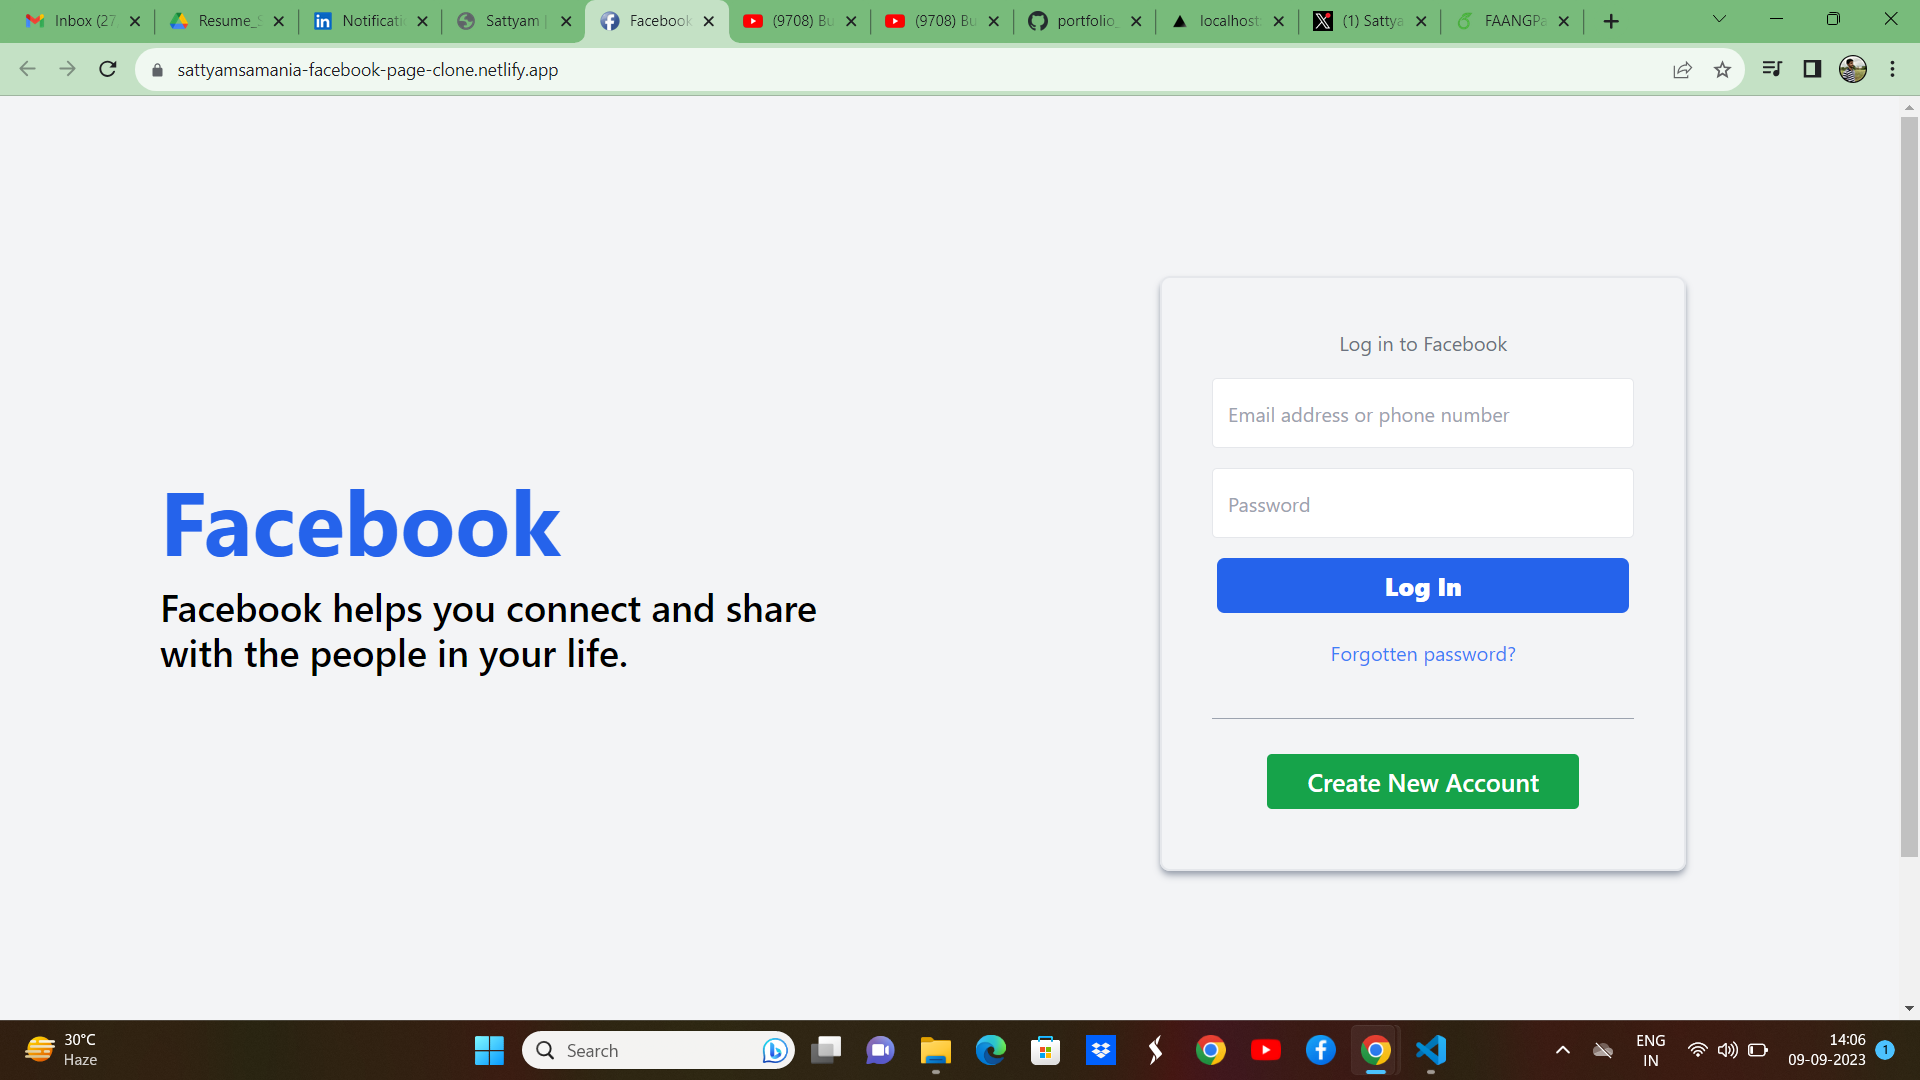 Inbox (27,
Resume_S
Notificatio
Sattyam |
Facebook
(9708) Bu
(9708) Bu
portfolio_
localhost:
(1) Sattya
FAANGPa
sattyamsamania-facebook-page-clone.netlify.app
Log in to Facebook
Email address or phone number
Password
Facebook
Log In
Facebook helps you connect and share
with the people in your life.
Forgotten password?
Create New Account
30°C
Haze
Search
ENG
IN
14:06
09-09-2023
1